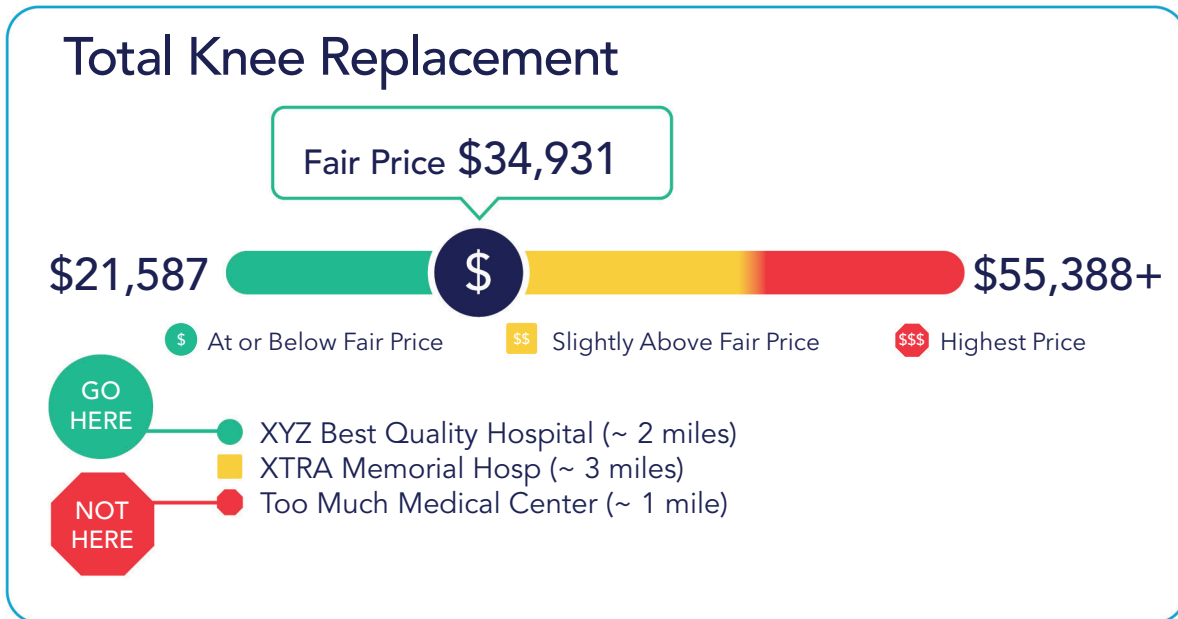 Total Knee Replacement
Fair Price $34,931
$21,587 $ $55,388+
$ At or Below Fair Price $$ Slightly Above Fair Price $$$ Highest Price
GO
HERE
XYZ Best Quality Hospital (~ 2 miles)
XTRA Memorial Hosp (~ 3 miles)
Too Much Medical Center (~ 1 mile)
NOT
HERE